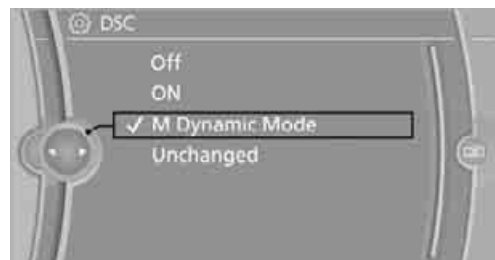 DSC
Off
ON
✓ M Dynamic Mode
Unchanged